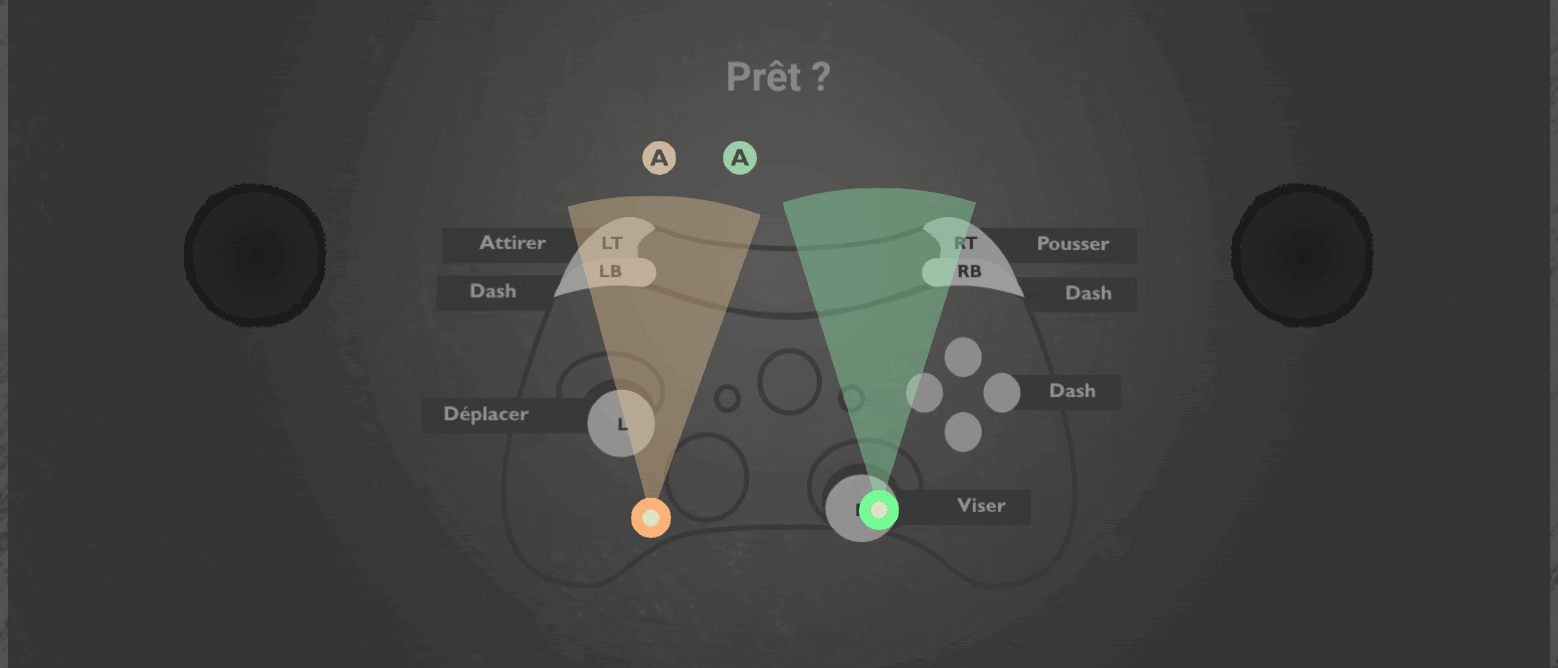 Prêt ?
A A
Attirer LT RT Pousser
LB RB
Dash Dash
Dash
Déplacer L
Viser